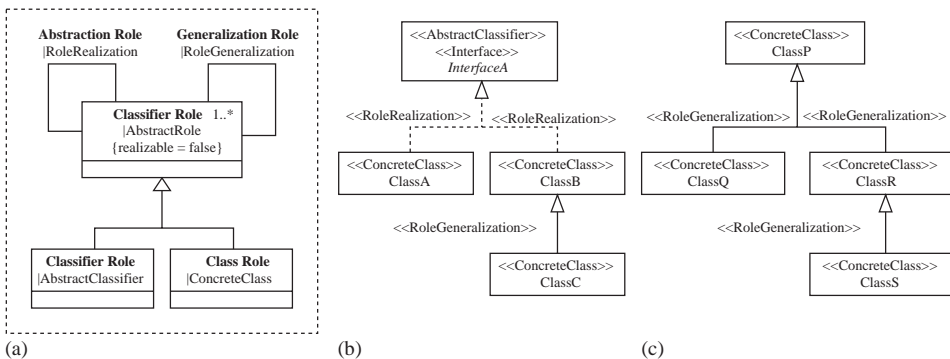 Abstraction Role
|RoleRealization
Generalization Role
|RoleGeneralization
Classifier Role 1..*
|AbstractRole
{realizable = false}
Classifier Role
|AbstractClassifier
Class Role
|ConcreteClass
(a)
<<AbstractClassifier>>
<<Interface>>
InterfaceA
<<RoleRealization>>
<<RoleRealization>>
<<ConcreteClass>>
ClassA
<<ConcreteClass>>
ClassB
<<RoleGeneralization>>
<<ConcreteClass>>
ClassC
(b)
<<ConcreteClass>>
ClassP
<<RoleGeneralization>>
<<RoleGeneralization>>
<<ConcreteClass>>
ClassQ
<<ConcreteClass>>
ClassR
<<RoleGeneralization>>
<<ConcreteClass>>
ClassS
(c)